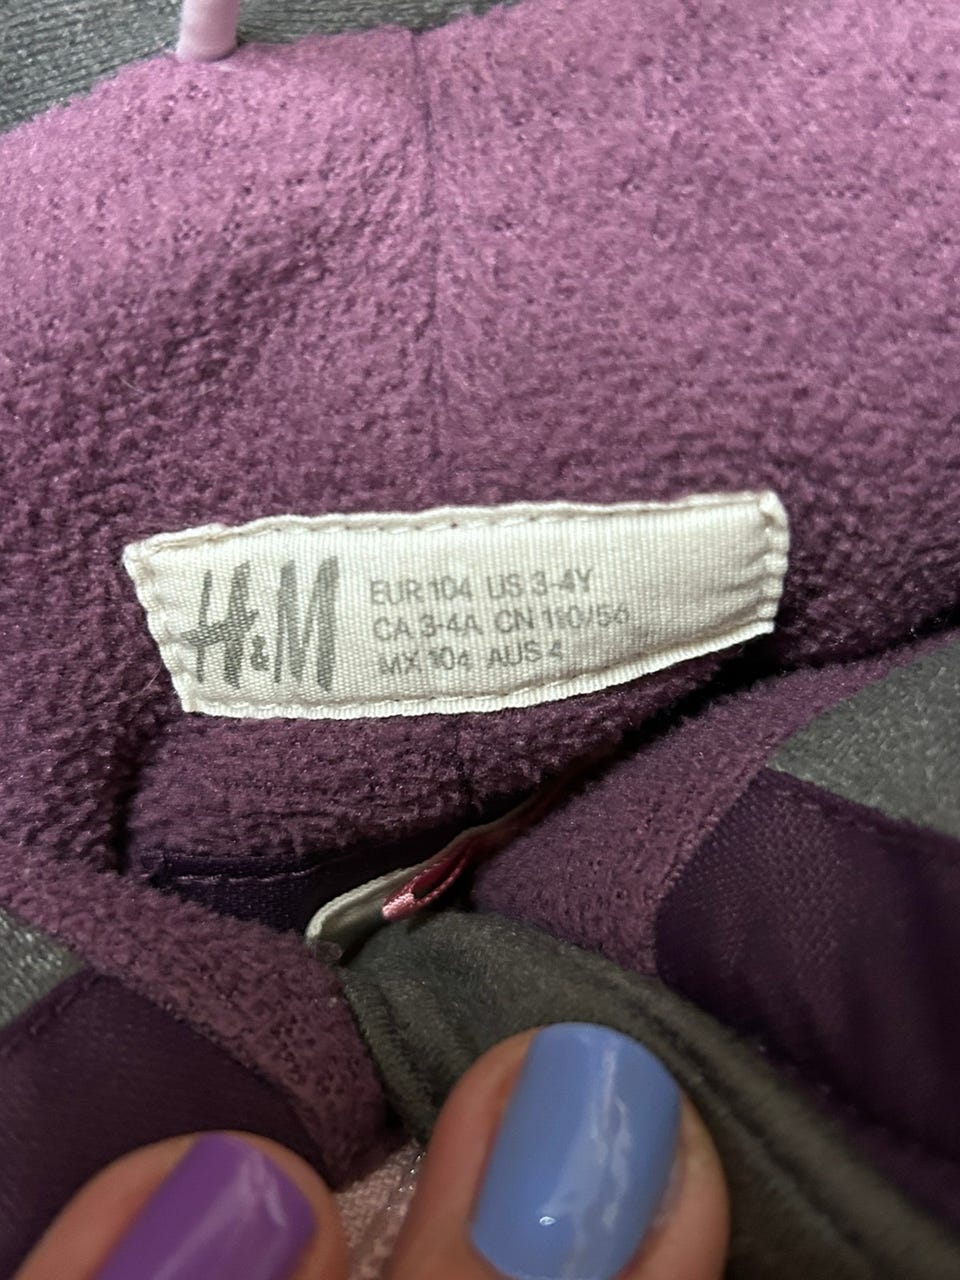 H&M
EUR 104 US 3-4Y
CA 3-4A CN 110/56
MX 104 AUS 4